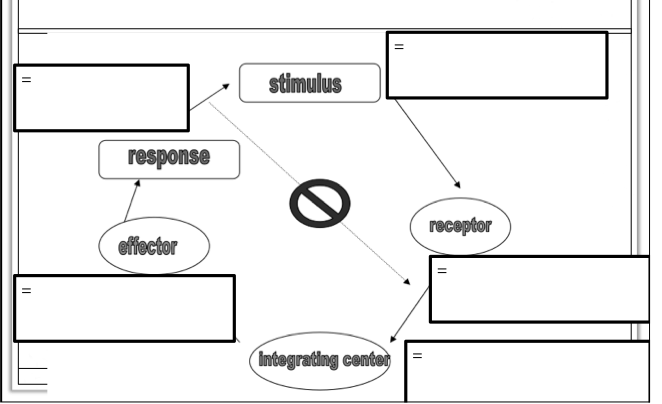 =
=
stimulus
response
receptor
effector
=
=
integrating center
=